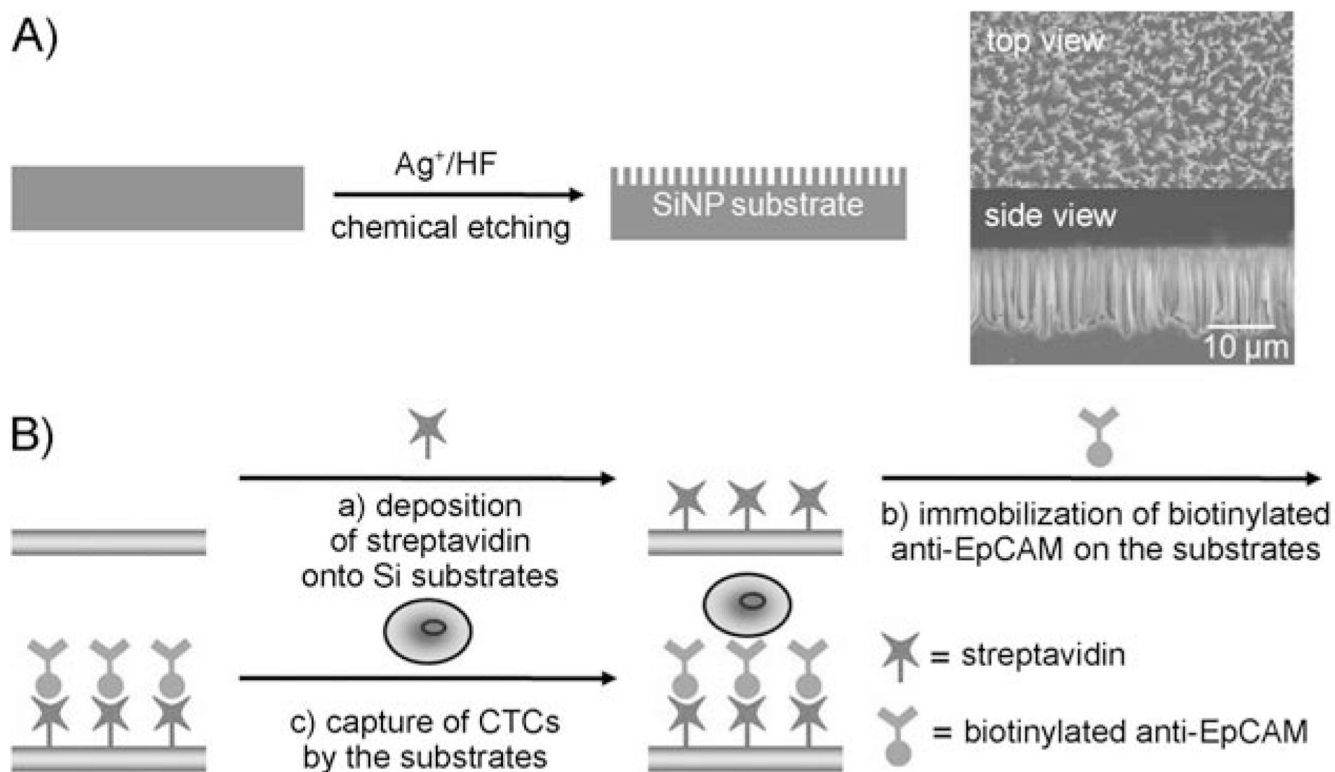 A)
Ag⁺/HF
chemical etching
SiNP substrate
top view
side view
10 µm
B)
a) deposition
of streptavidin
onto Si substrates
b) immobilization of biotinylated
anti-EpCAM on the substrates
c) capture of CTCs
by the substrates
= streptavidin
= biotinylated anti-EpCAM